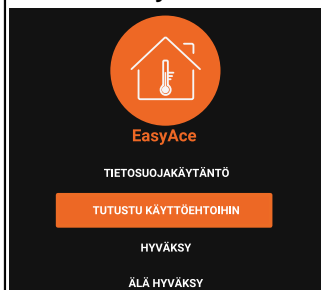 EasyAce
TIETOSUOJAKÄYTÄNTÖ
TUTUSTU KÄYTTÖEHTOIHIN
HYVÄKSY
ÄLÄ HYVÄKSY